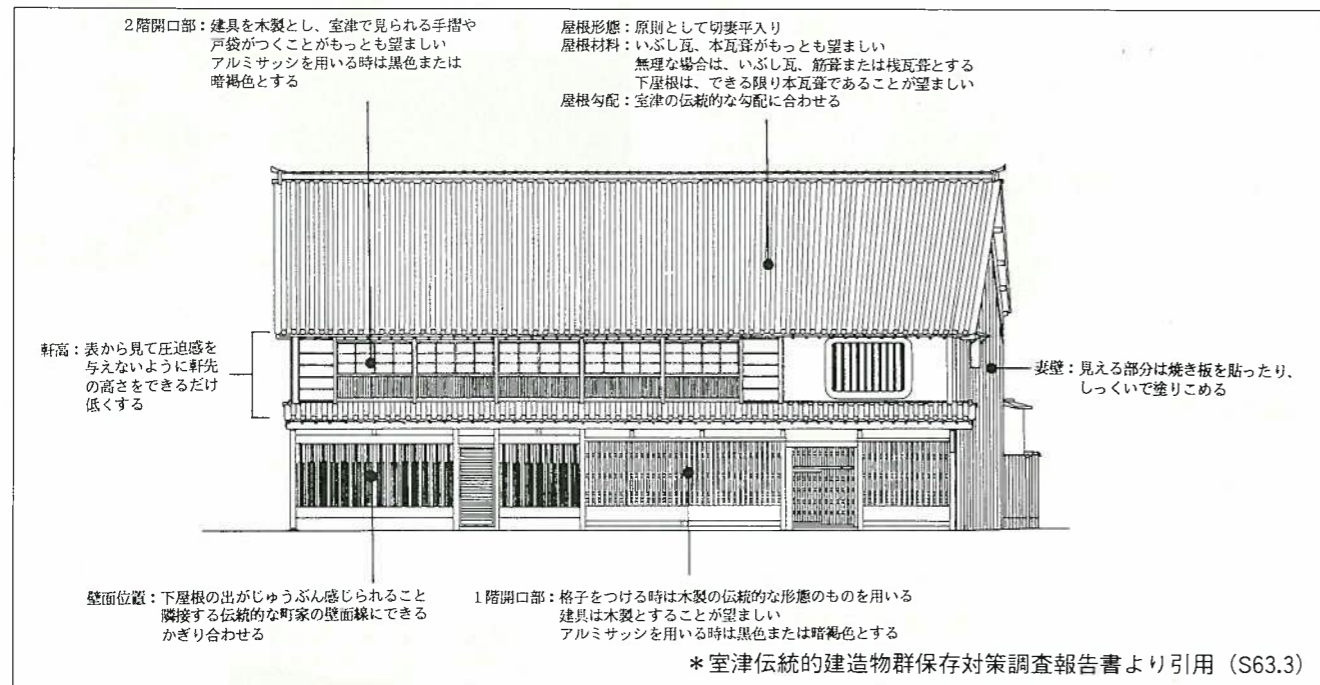 2階開口部：建具を木製とし、室津で見られる手摺や
戸袋がつくことがもっとも望ましい
アルミサッシを用いる時は黒色または
暗褐色とする
屋根形態：原則として切妻平入り
屋根材料：いぶし瓦、本瓦葺がもっとも望ましい
無理な場合は、いぶし瓦、筋葺または桟瓦葺とする
下屋根は、できる限り本瓦葺であることが望ましい
屋根勾配：室津の伝統的な勾配に合わせる
軒高：表から見て圧迫感を
与えないように軒先
の高さをできるだけ
低くする
妻壁：見える部分は焼き板を貼ったり、
しっくいで塗りこめる
壁面位置：下屋根の出がじゅうぶん感じられること
隣接する伝統的な町家の壁面線にできる
かぎり合わせる
1階開口部：格子をつける時は木製の伝統的な形態のものを用いる
建具は木製とすることが望ましい
アルミサッシを用いる時は黒色または暗褐色とする
＊室津伝統的建造物群保存対策調査報告書より引用（S63.3）